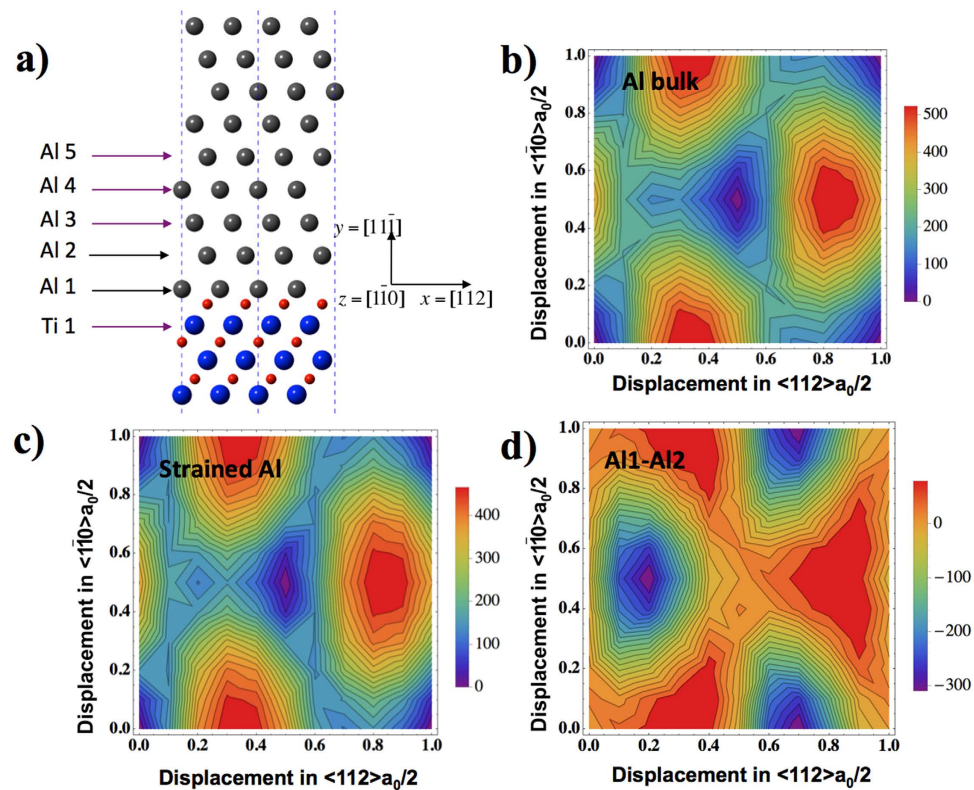 a)
Al 5
Al 4
Al 3
Al 2
Al 1
Ti 1
y = [111̄]
z = [11̄0]
x = [112]
b)
Al bulk
1.0
0.8
0.6
0.4
0.2
0.0
0.0 0.2 0.4 0.6 0.8 1.0
Displacement in <11̄0>a₀/2
Displacement in <112>a₀/2
500
400
300
200
100
0
c)
Strained Al
1.0
0.8
0.6
0.4
0.2
0.0
0.0 0.2 0.4 0.6 0.8 1.0
Displacement in <11̄0>a₀/2
Displacement in <112>a₀/2
400
300
200
100
0
d)
Al1-Al2
1.0
0.8
0.6
0.4
0.2
0.0
0.0 0.2 0.4 0.6 0.8 1.0
Displacement in <11̄0>a₀/2
Displacement in <112>a₀/2
0
−100
−200
−300